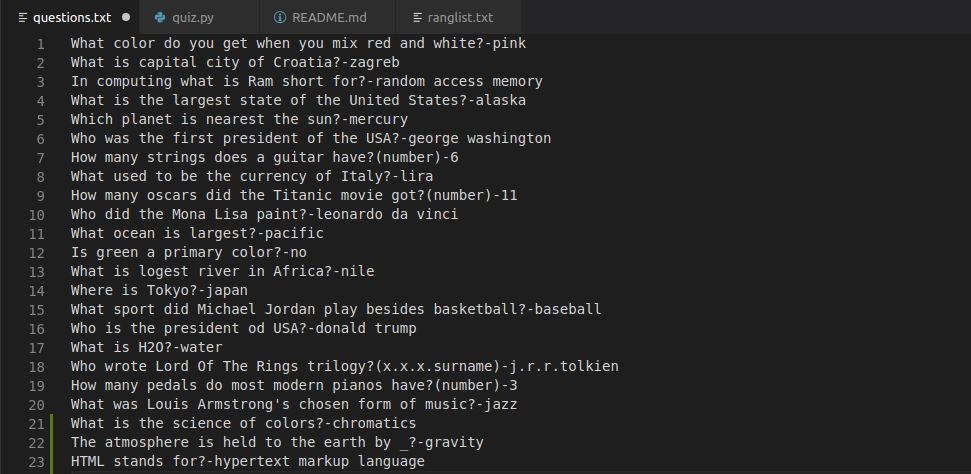 questions.txt quiz.py README.md ranglist.txt
1 What color do you get when you mix red and white?-pink
2 What is capital city of Croatia?-zagreb
3 In computing what is Ram short for?-random access memory
4 What is the largest state of the United States?-alaska
5 Which planet is nearest the sun?-mercury
6 Who was the first president of the USA?-george washington
7 How many strings does a guitar have?(number)-6
8 What used to be the currency of Italy?-lira
9 How many oscars did the Titanic movie got?(number)-11
10 Who did the Mona Lisa paint?-leonardo da vinci
11 What ocean is largest?-pacific
12 Is green a primary color?-no
13 What is logest river in Africa?-nile
14 Where is Tokyo?-japan
15 What sport did Michael Jordan play besides basketball?-baseball
16 Who is the president od USA?-donald trump
17 What is H2O?-water
18 Who wrote Lord Of The Rings trilogy?(x.x.x.surname)-j.r.r.tolkien
19 How many pedals do most modern pianos have?(number)-3
20 What was Louis Armstrong's chosen form of music?-jazz
21 What is the science of colors?-chromatics
22 The atmosphere is held to the earth by _?-gravity
23 HTML stands for?-hypertext markup language